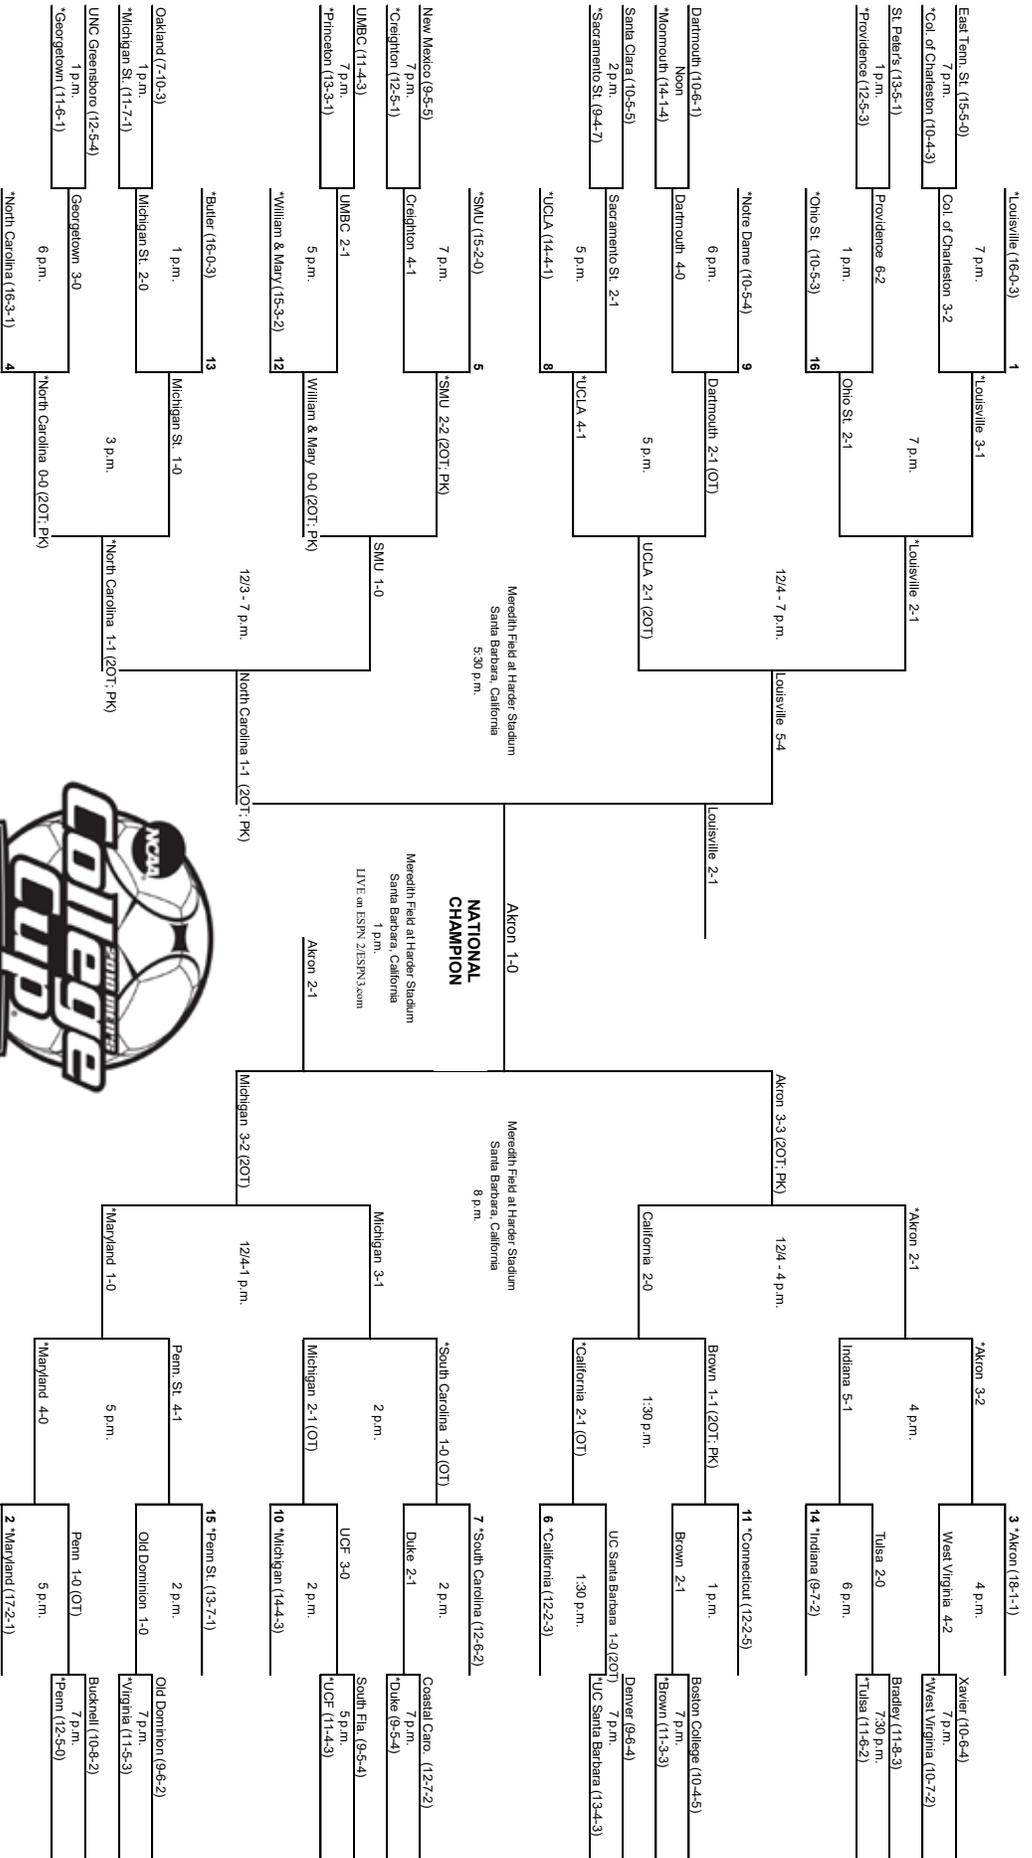 *Louisville (16-0-3)
1
7 p.m.
East Tenn. St. (15-5-0)
7 p.m.
*Col. of Charleston (10-4-3)
Col. of Charleston 3-2
*Louisville 3-1
7 p.m.
St. Peter's (13-5-1)
1 p.m.
*Providence (12-5-3)
Providence 6-2
1 p.m.
*Ohio St. (10-5-3)
16
Ohio St. 2-1
*Louisville 2-1
12/4 - 7 p.m.
*Notre Dame (10-5-4)
9
6 p.m.
Dartmouth (10-6-1)
Noon
*Monmouth (14-1-4)
Dartmouth 4-0
Dartmouth 2-1 (OT)
5 p.m.
Santa Clara (10-5-5)
2 p.m.
*Sacramento St. (9-4-7)
Sacramento St. 2-1
5 p.m.
*UCLA (14-4-1)
8
*UCLA 4-1
UCLA 2-1 (2OT)
Louisville 5-4
Meredith Field at Harder Stadium
Santa Barbara, California
5:30 p.m.
Louisville 2-1
*SMU (15-2-0)
5
7 p.m.
New Mexico (9-5-5)
7 p.m.
*Creighton (12-5-1)
Creighton 4-1
*SMU 2-2 (2OT; PK)
UMBC (11-4-3)
7 p.m.
*Princeton (13-3-1)
UMBC 2-1
5 p.m.
*William & Mary (15-3-2)
12
William & Mary 0-0 (2OT; PK)
SMU 1-0
12/3 - 7 p.m.
*Butler (16-0-3)
13
1 p.m.
Oakland (7-10-3)
1 p.m.
*Michigan St. (11-7-1)
Michigan St. 2-0
Michigan St. 1-0
3 p.m.
UNC Greensboro (12-5-4)
1 p.m.
*Georgetown (11-6-1)
Georgetown 3-0
6 p.m.
*North Carolina (16-3-1)
4
*North Carolina 0-0 (2OT; PK)
*North Carolina 1-1 (2OT; PK)
North Carolina 1-1 (2OT; PK)
Akron 1-0
NATIONAL
CHAMPION
Meredith Field at Harder Stadium
Santa Barbara, California
1 p.m.
LIVE on ESPN 2/ESPN3.com
Akron 2-1
NCAA
College
Cup
Akron 3-3 (2OT; PK)
Meredith Field at Harder Stadium
Santa Barbara, California
8 p.m.
Michigan 3-2 (2OT)
*Akron 2-1
12/4 - 4 p.m.
California 2-0
Michigan 3-1
12/4-1 p.m.
*Maryland 1-0
*Akron 3-2
4 p.m.
Indiana 5-1
Brown 1-1 (2OT; PK)
1:30 p.m.
*California 2-1 (OT)
*South Carolina 1-0 (OT)
2 p.m.
Michigan 2-1 (OT)
Penn. St. 4-1
5 p.m.
*Maryland 4-0
3 *Akron (18-1-1)
4 p.m.
West Virginia 4-2
Xavier (10-6-4)
7 p.m.
*West Virginia (10-7-2)
Tulsa 2-0
Bradley (11-8-3)
7:30 p.m.
*Tulsa (11-6-2)
6 p.m.
14 *Indiana (9-7-2)
11 *Connecticut (12-2-5)
1 p.m.
Brown 2-1
Boston College (10-4-5)
7 p.m.
*Brown (11-3-3)
UC Santa Barbara 1-0 (2OT)
Denver (9-6-4)
7 p.m.
*UC Santa Barbara (13-4-3)
1:30 p.m.
6 *California (12-2-3)
7 *South Carolina (12-6-2)
2 p.m.
Duke 2-1
Coastal Caro. (12-7-2)
7 p.m.
*Duke (9-5-4)
UCF 3-0
South Fla. (9-5-4)
5 p.m.
*UCF (11-4-3)
2 p.m.
10 *Michigan (14-4-3)
15 *Penn St. (13-7-1)
2 p.m.
Old Dominion 1-0
Old Dominion (9-6-2)
7 p.m.
*Virginia (11-5-3)
Penn 1-0 (OT)
Bucknell (10-8-2)
7 p.m.
*Penn (12-5-0)
5 p.m.
2 *Maryland (17-2-1)